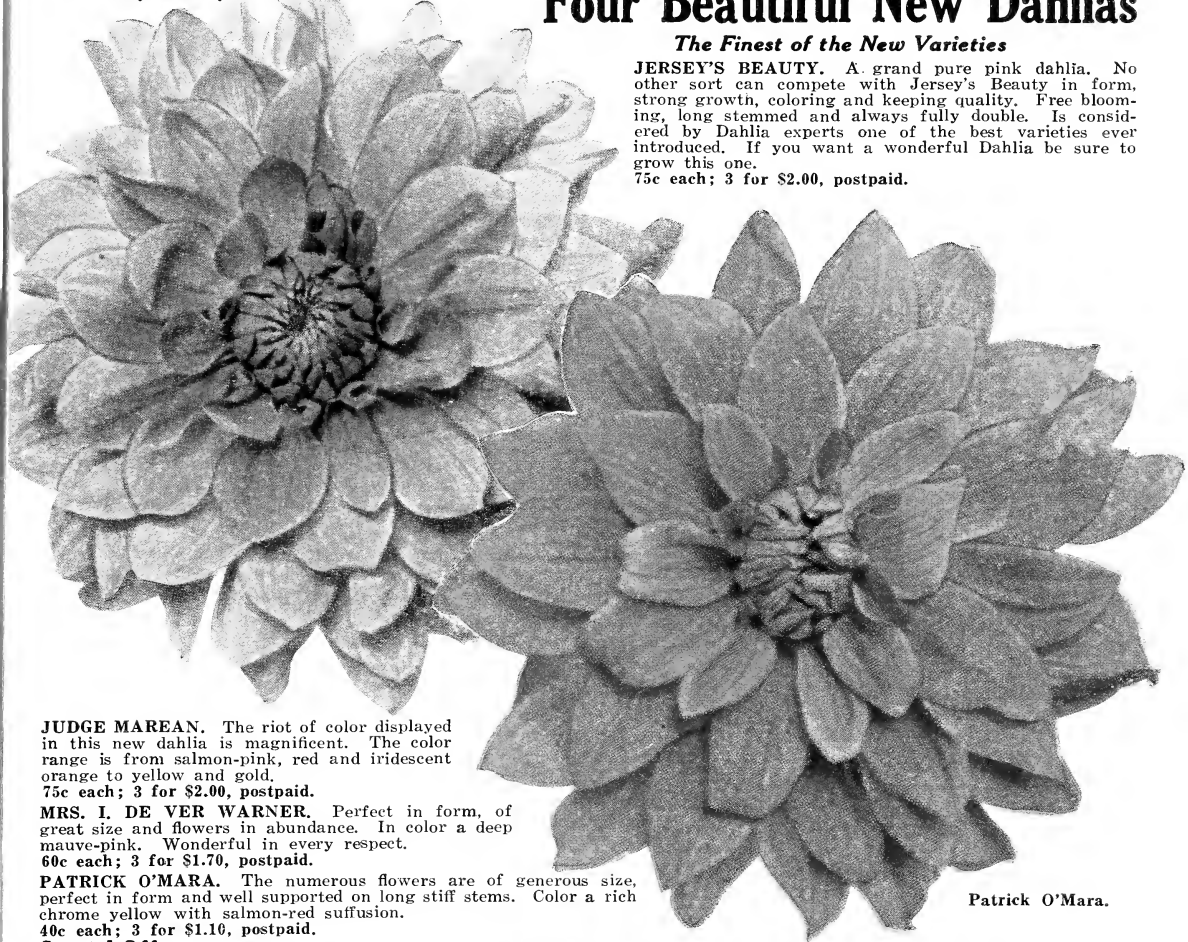 Four Beautiful New Dahlias
The Finest of the New Varieties
JERSEY'S BEAUTY. A grand pure pink dahlia. No
other sort can compete with Jersey's Beauty in form,
strong growth, coloring and keeping quality. Free bloom-
ing, long stemmed and always fully double. Is consid-
ered by Dahlia experts one of the best varieties ever
introduced. If you want a wonderful Dahlia be sure to
grow this one.
75c each; 3 for $2.00, postpaid.
JUDGE MAREAN. The riot of color displayed
in this new dahlia is magnificent. The color
range is from salmon-pink, red and iridescent
orange to yellow and gold.
75c each; 3 for $2.00, postpaid.
MRS. I. DE VER WARNER. Perfect in form, of
great size and flowers in abundance. In color a deep
mauve-pink. Wonderful in every respect.
60c each; 3 for $1.70, postpaid.
PATRICK O'MARA. The numerous flowers are of generous size,
perfect in form and well supported on long stiff stems. Color a rich
chrome yellow with salmon-red suffusion.
40c each; 3 for $1.10, postpaid.
Patrick O'Mara.